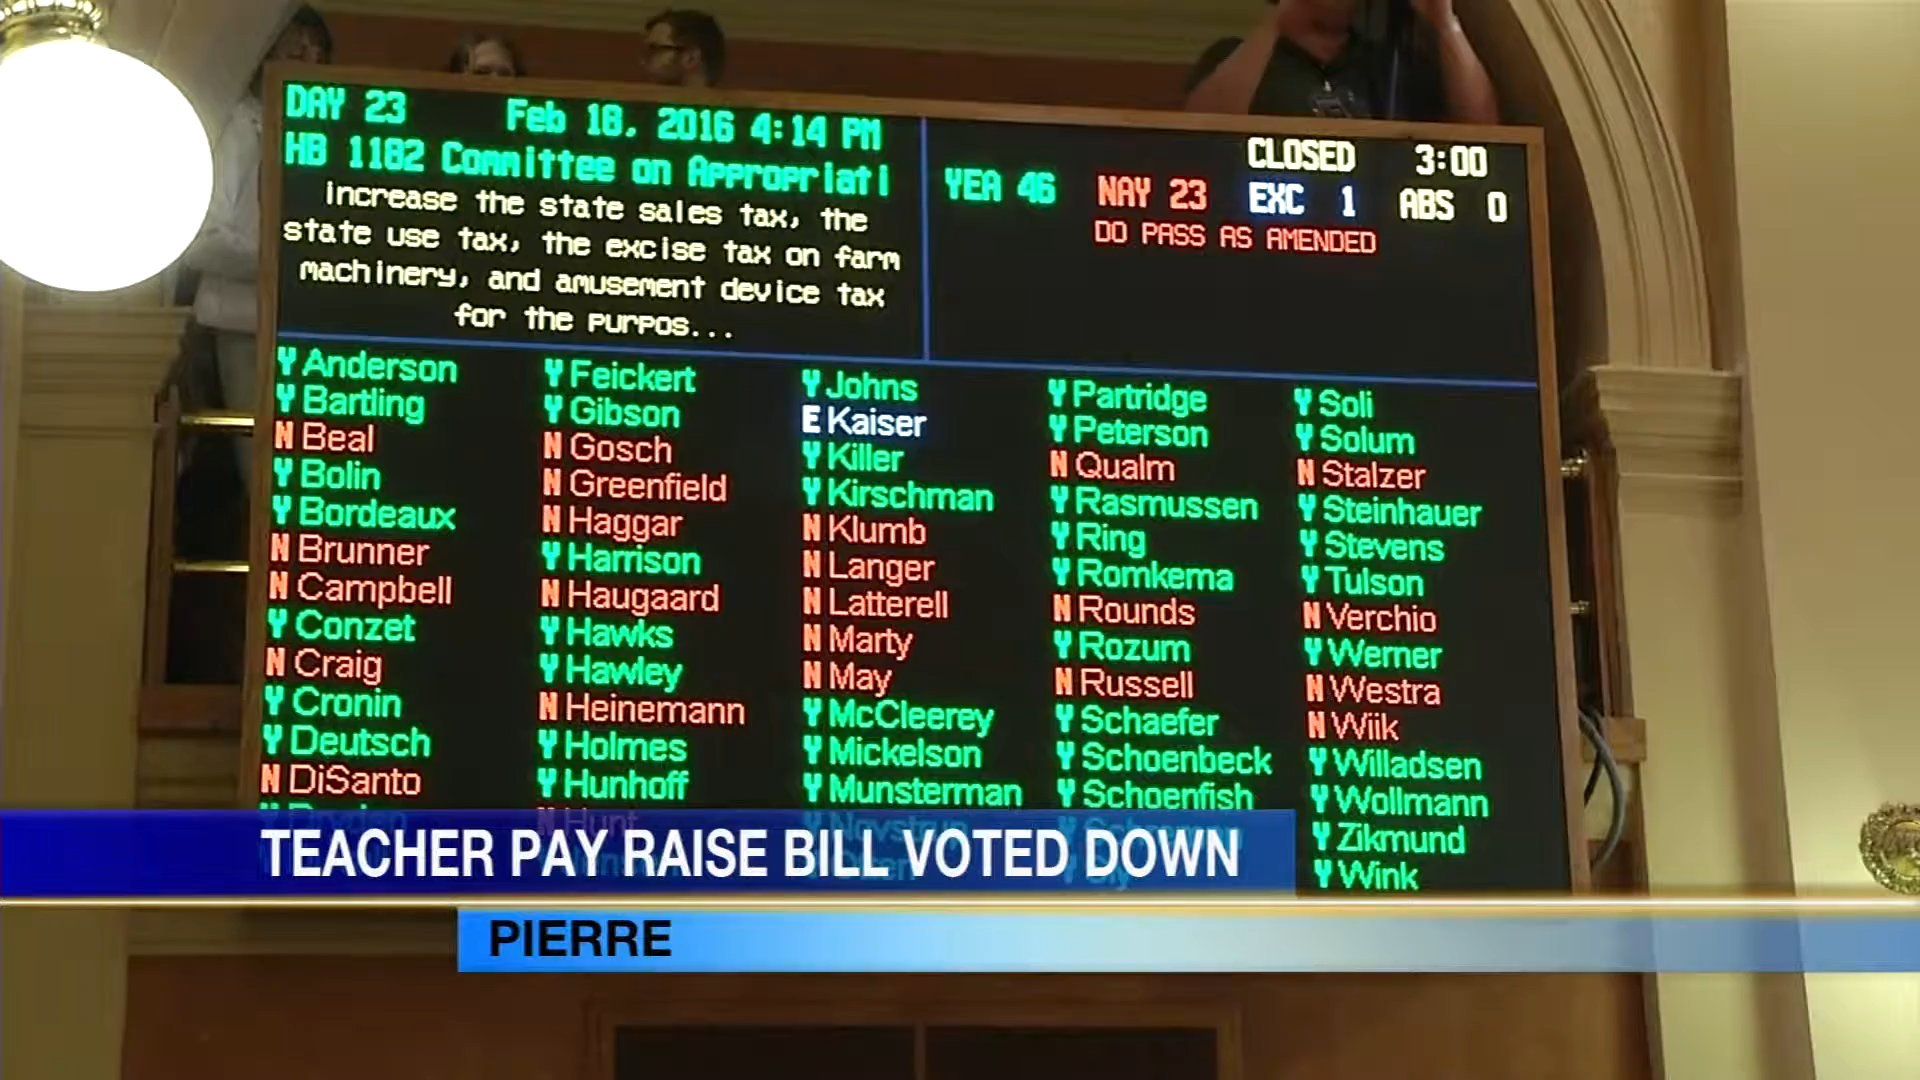 DAY 23 Feb 18, 2016 4:14 PM
HB 1182 Committee on Appropriati
increase the state sales tax, the
state use tax, the excise tax on farm
machinery, and amusement device tax
for the purpos...
CLOSED 3:00
YEA 46 NAY 23 EXC 1 ABS 0
DO PASS AS AMENDED
Y Anderson
Y Bartling
N Beal
Y Bolin
Y Bordeaux
N Brunner
N Campbell
Y Conzet
N Craig
Y Cronin
Y Deutsch
N DiSanto
Y Dryden
Y Feickert
Y Gibson
N Gosch
N Greenfield
N Haggar
Y Harrison
N Haugaard
Y Hawks
Y Hawley
N Heinemann
Y Holmes
Y Hunhoff
N Hunt
Y Johns
E Kaiser
Y Killer
Y Kirschman
N Klumb
N Langer
N Latterell
N Marty
N May
Y McCleerey
Y Mickelson
Y Munsterman
Y Novstrup
Y Partridge
Y Peterson
N Qualm
Y Rasmussen
Y Ring
Y Romkema
N Rounds
Y Rozum
N Russell
Y Schaefer
Y Schoenbeck
Y Schoenfish
Y Soli
Y Solum
N Stalzer
Y Steinhauer
Y Stevens
Y Tulson
N Verchio
Y Werner
N Westra
N Wiik
Y Willadsen
Y Wollmann
Y Zikmund
Y Wink
TEACHER PAY RAISE BILL VOTED DOWN
PIERRE